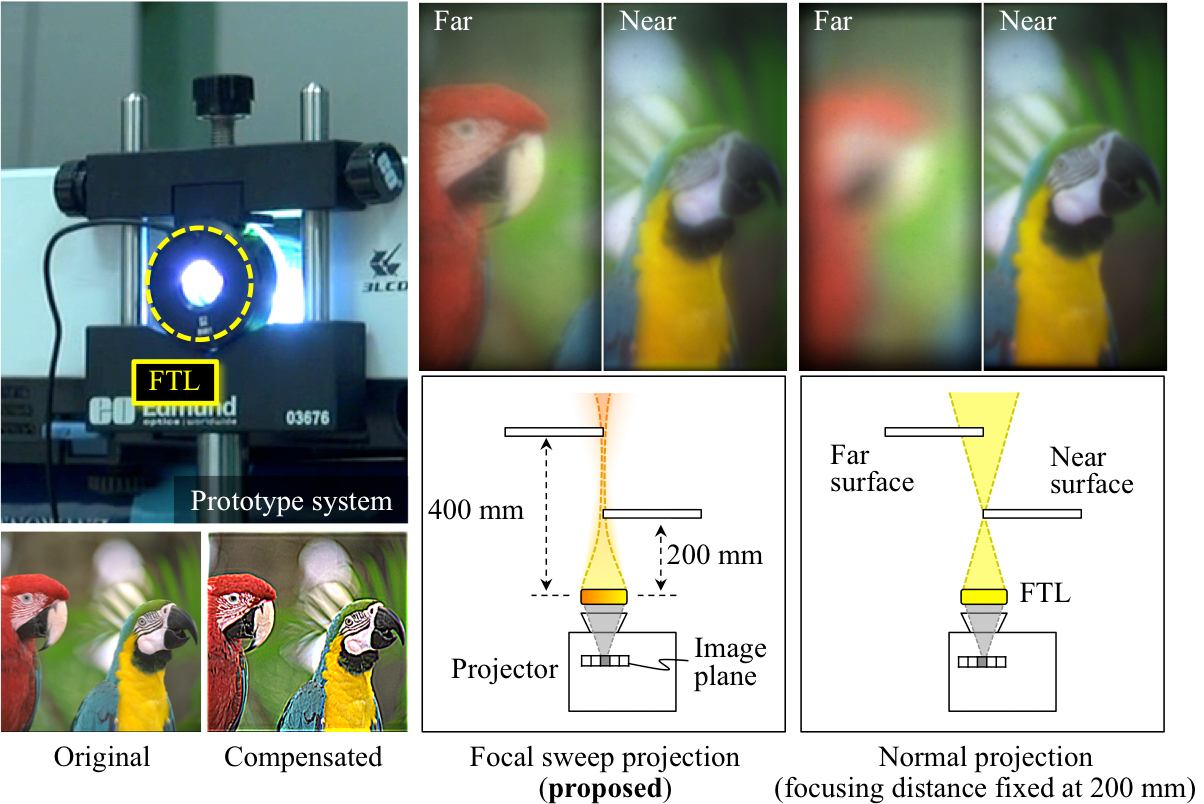 3LCD
FTL
EO Edmund
optics | worldwide
03676
Prototype system
Original
Compensated
Far
Near
400 mm
200 mm
Projector
Image
plane
Focal sweep projection
(proposed)
Far
Near
Far
surface
Near
surface
FTL
Normal projection
(focusing distance fixed at 200 mm)